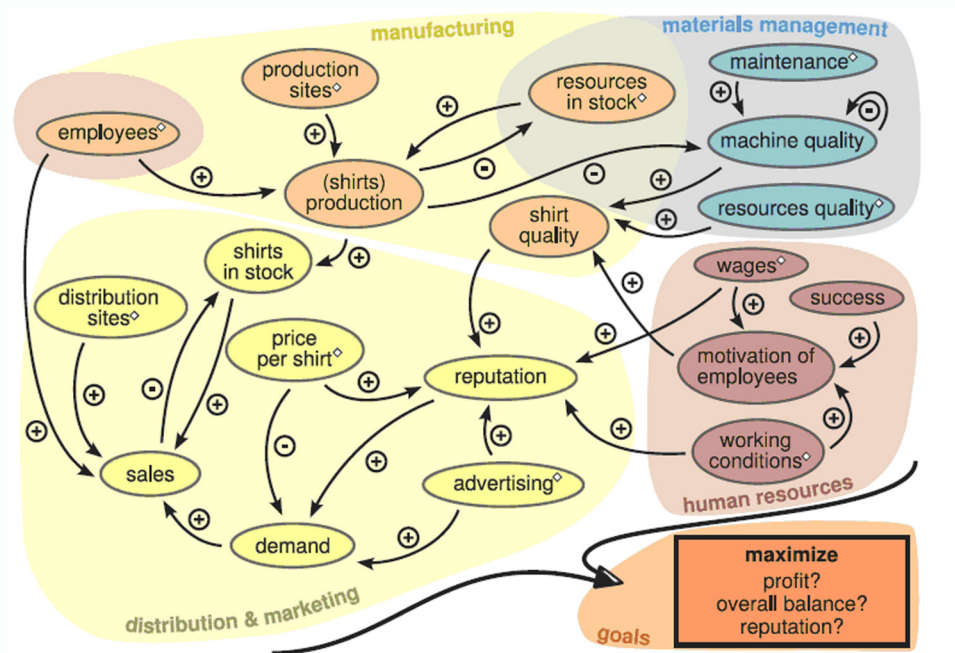 manufacturing
materials management
production
sites◇
resources
in stock◇
maintenance◇
+
-
+
+
employees◇
machine quality
+
(shirts)
production
-
-
+
resources quality◇
+
shirt
quality
shirts
in stock
+
wages◇
success
distribution
sites◇
+
+
+
price
per shirt◇
+
motivation of
employees
reputation
+
+
-
+
+
+
+
+
-
+
+
working
conditions◇
sales
advertising◇
human resources
+
demand
+
distribution & marketing
goals
maximize
profit?
overall balance?
reputation?